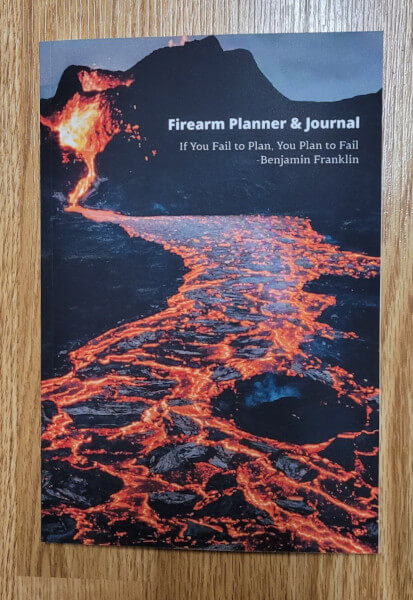 Firearm Planner & Journal
If You Fail to Plan, You Plan to Fail
-Benjamin Franklin